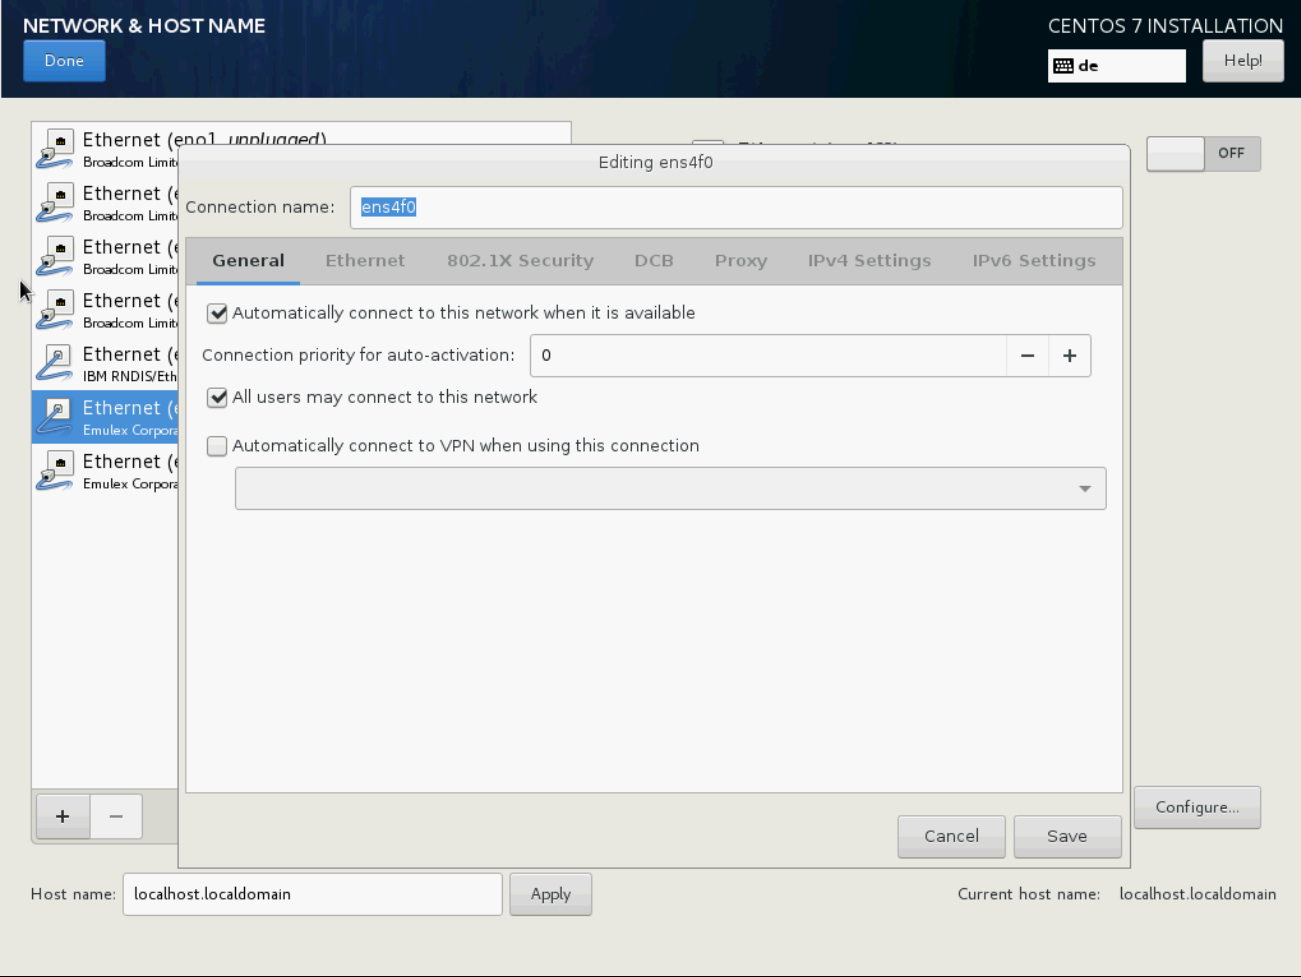 NETWORK & HOST NAME
CENTOS 7 INSTALLATION
Done
de
Help!
Ethernet (eno1, unplugged)
Broadcom Limit
OFF
Editing ens4f0
Connection name: ens4f0
Ethernet (e
Broadcom Limit
General Ethernet 802.1X Security DCB Proxy IPv4 Settings IPv6 Settings
Ethernet (e
Broadcom Limit
Automatically connect to this network when it is available
Ethernet (e
Broadcom Limit
Connection priority for auto-activation: 0 − +
Ethernet (e
IBM RNDIS/Eth
All users may connect to this network
Ethernet (e
Emulex Corpora
Automatically connect to VPN when using this connection
Ethernet (e
Emulex Corpora
+ −
Configure...
Cancel Save
Host name: localhost.localdomain Apply
Current host name: localhost.localdomain